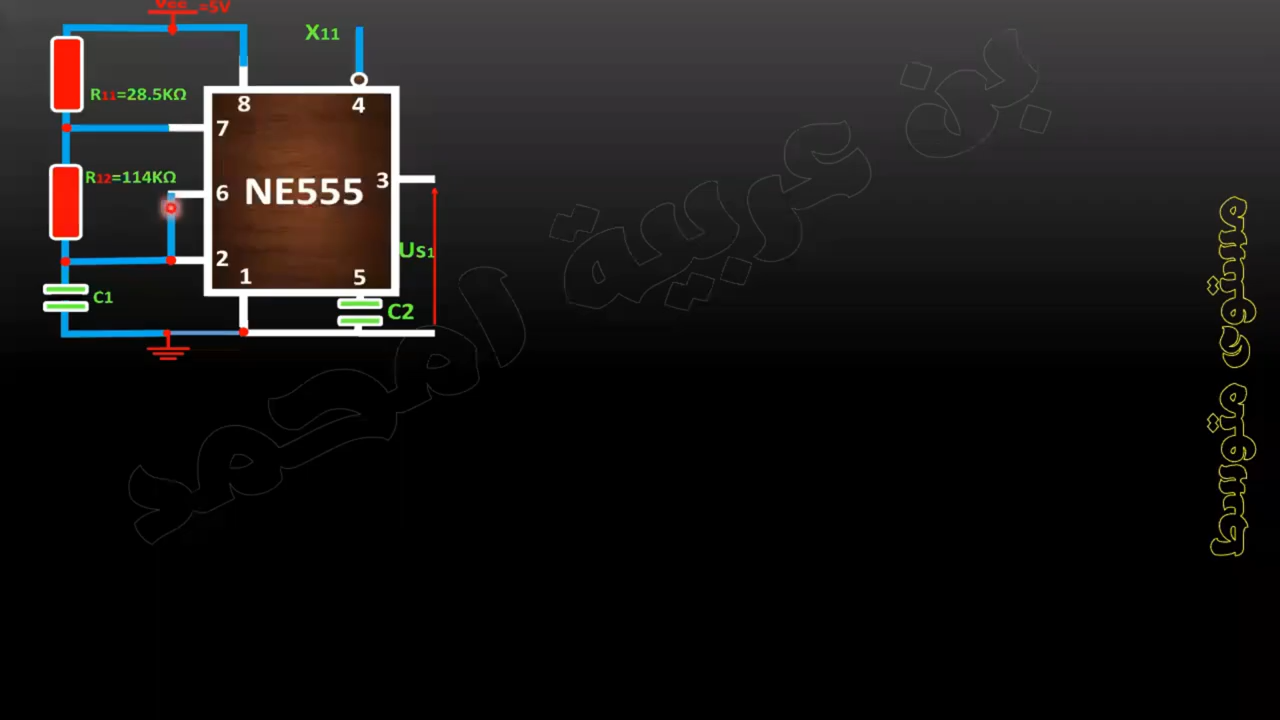 Vcc =5V
X11
R11=28.5KΩ
8
4
7
R12=114KΩ
6
NE555
3
2
Us1
1
5
C1
C2
بن عربية امحمد
مستوى متوسط